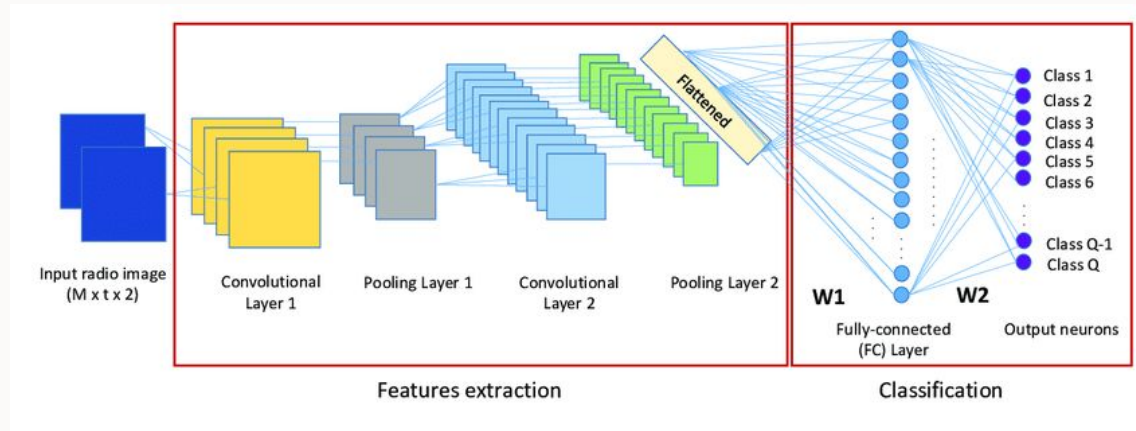 Input radio image
(M x t x 2)
Convolutional
Layer 1
Pooling Layer 1
Convolutional
Layer 2
Pooling Layer 2
Flattened
Features extraction
W1
W2
Fully-connected
(FC) Layer
Class 1
Class 2
Class 3
Class 4
Class 5
Class 6
Class Q-1
Class Q
Output neurons
Classification